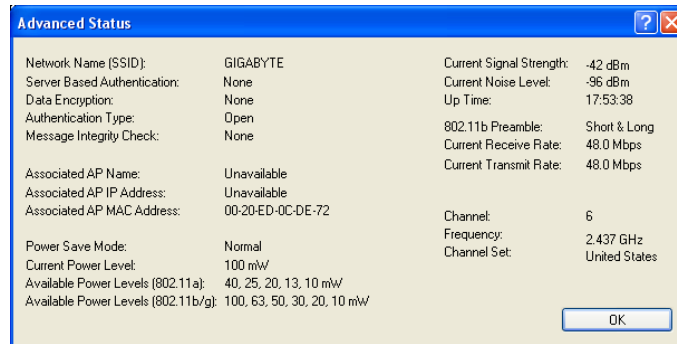 Advanced Status
Network Name (SSID): GIGABYTE
Server Based Authentication: None
Data Encryption: None
Authentication Type: Open
Message Integrity Check: None
Associated AP Name: Unavailable
Associated AP IP Address: Unavailable
Associated AP MAC Address: 00-20-ED-0C-DE-72
Power Save Mode: Normal
Current Power Level: 100 mW
Available Power Levels (802.11a): 40, 25, 20, 13, 10 mW
Available Power Levels (802.11b/g): 100, 63, 50, 30, 20, 10 mW
Current Signal Strength: -42 dBm
Current Noise Level: -96 dBm
Up Time: 17:53:38
802.11b Preamble: Short & Long
Current Receive Rate: 48.0 Mbps
Current Transmit Rate: 48.0 Mbps
Channel: 6
Frequency: 2.437 GHz
Channel Set: United States
OK